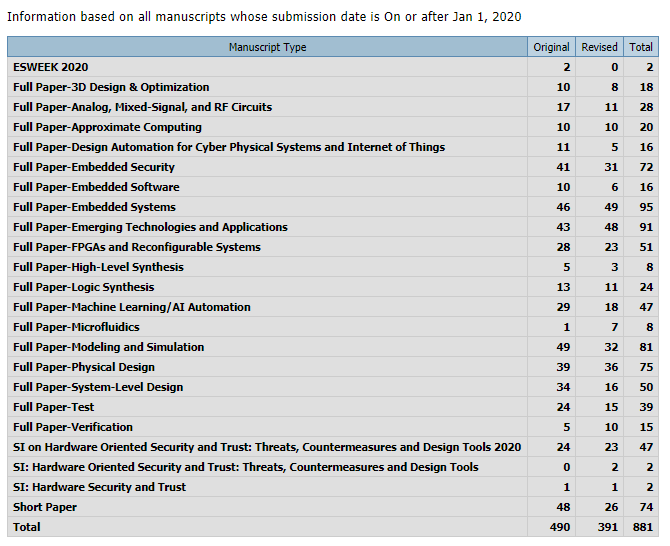 Information based on all manuscripts whose submission date is On or after Jan 1, 2020
Manuscript Type Original Revised Total
ESWEEK 2020 2 0 2
Full Paper-3D Design & Optimization 10 8 18
Full Paper-Analog, Mixed-Signal, and RF Circuits 17 11 28
Full Paper-Approximate Computing 10 10 20
Full Paper-Design Automation for Cyber Physical Systems and Internet of Things 11 5 16
Full Paper-Embedded Security 41 31 72
Full Paper-Embedded Software 10 6 16
Full Paper-Embedded Systems 46 49 95
Full Paper-Emerging Technologies and Applications 43 48 91
Full Paper-FPGAs and Reconfigurable Systems 28 23 51
Full Paper-High-Level Synthesis 5 3 8
Full Paper-Logic Synthesis 13 11 24
Full Paper-Machine Learning/AI Automation 29 18 47
Full Paper-Microfluidics 1 7 8
Full Paper-Modeling and Simulation 49 32 81
Full Paper-Physical Design 39 36 75
Full Paper-System-Level Design 34 16 50
Full Paper-Test 24 15 39
Full Paper-Verification 5 10 15
SI on Hardware Oriented Security and Trust: Threats, Countermeasures and Design Tools 2020 24 23 47
SI: Hardware Oriented Security and Trust: Threats, Countermeasures and Design Tools 0 2 2
SI: Hardware Security and Trust 1 1 2
Short Paper 48 26 74
Total 490 391 881